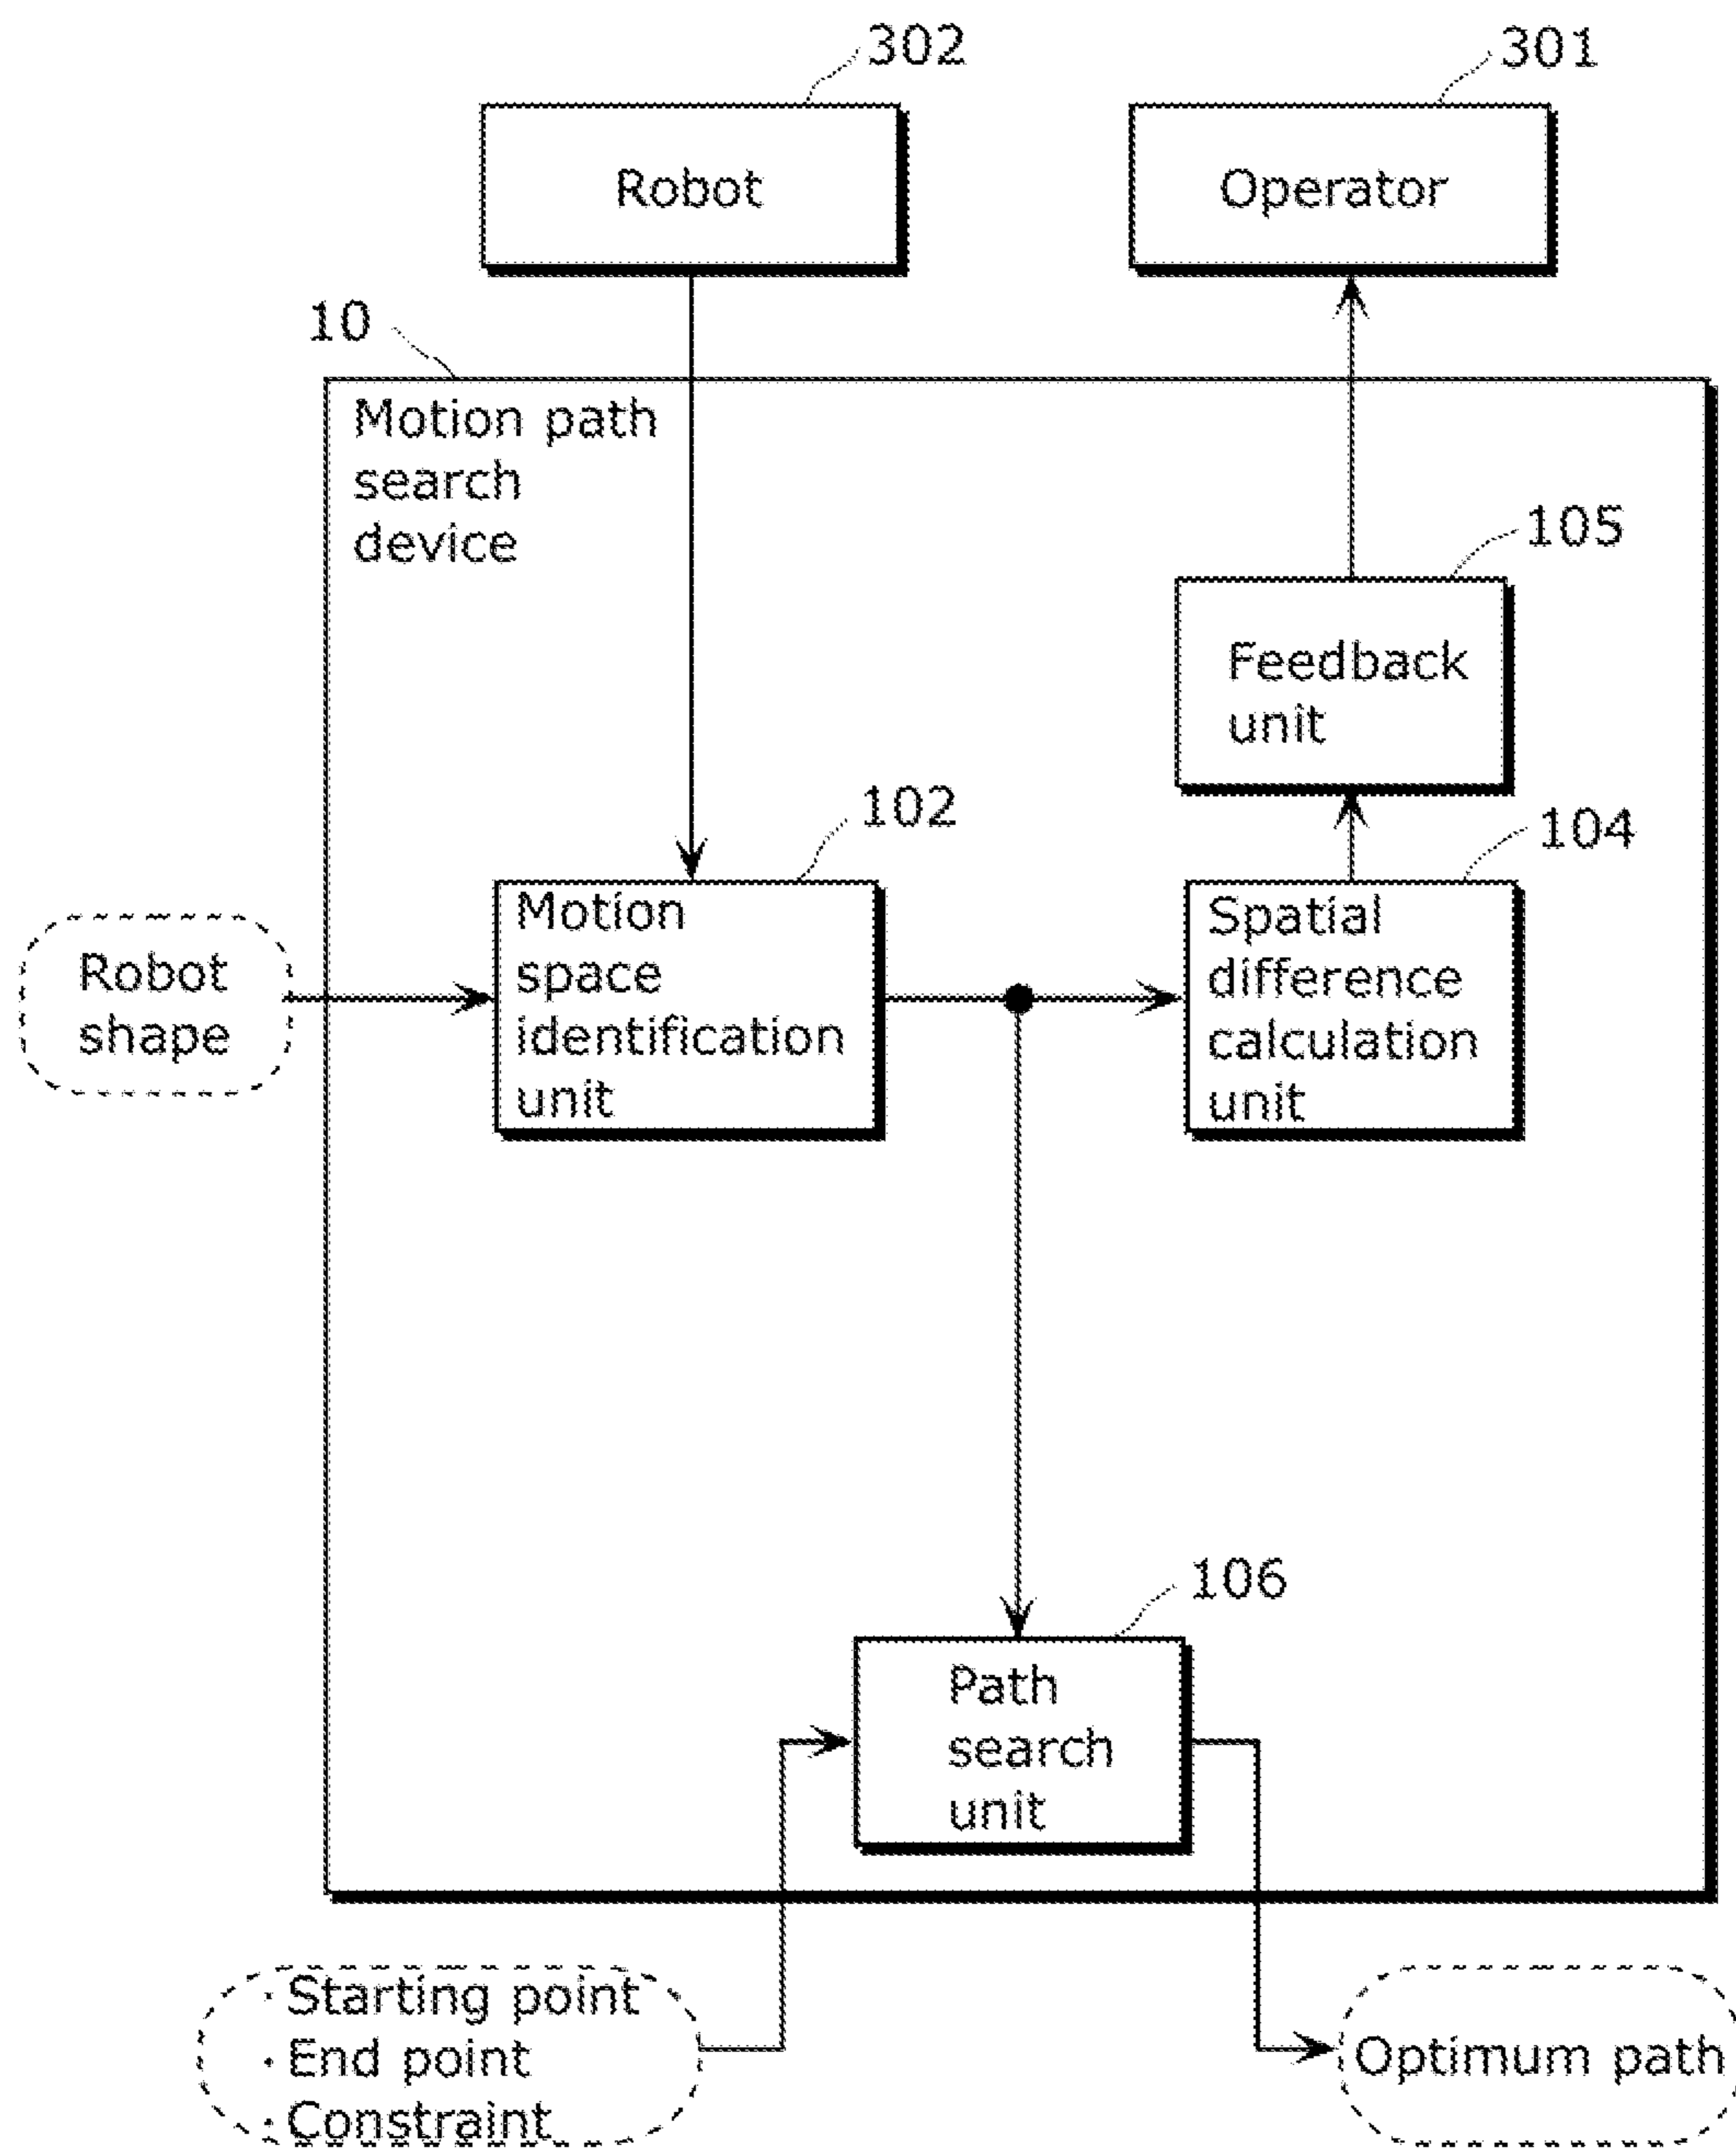 302
301
Robot
Operator
10
Motion path
search
device
105
Feedback
unit
102
104
Motion
space
identification
unit
Spatial
difference
calculation
unit
Robot
shape
106
Path
search
unit
· Starting point
· End point
· Constraint
Optimum path